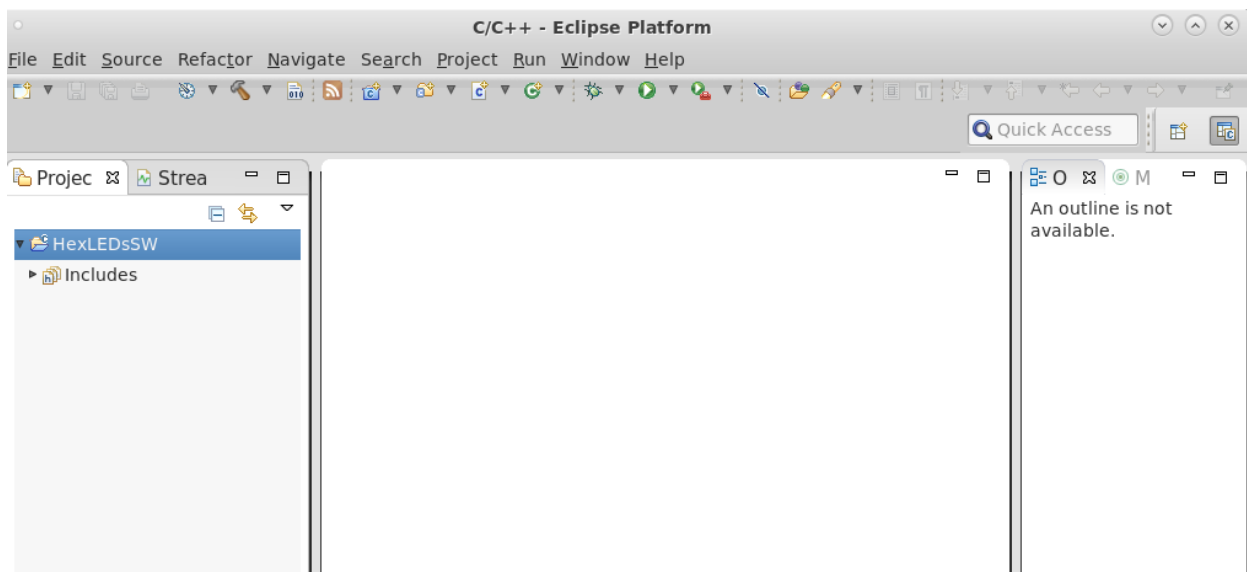 C/C++ - Eclipse Platform
File Edit Source Refactor Navigate Search Project Run Window Help
Quick Access
Projec Strea
O M
An outline is not
available.
HexLEDsSW
Includes